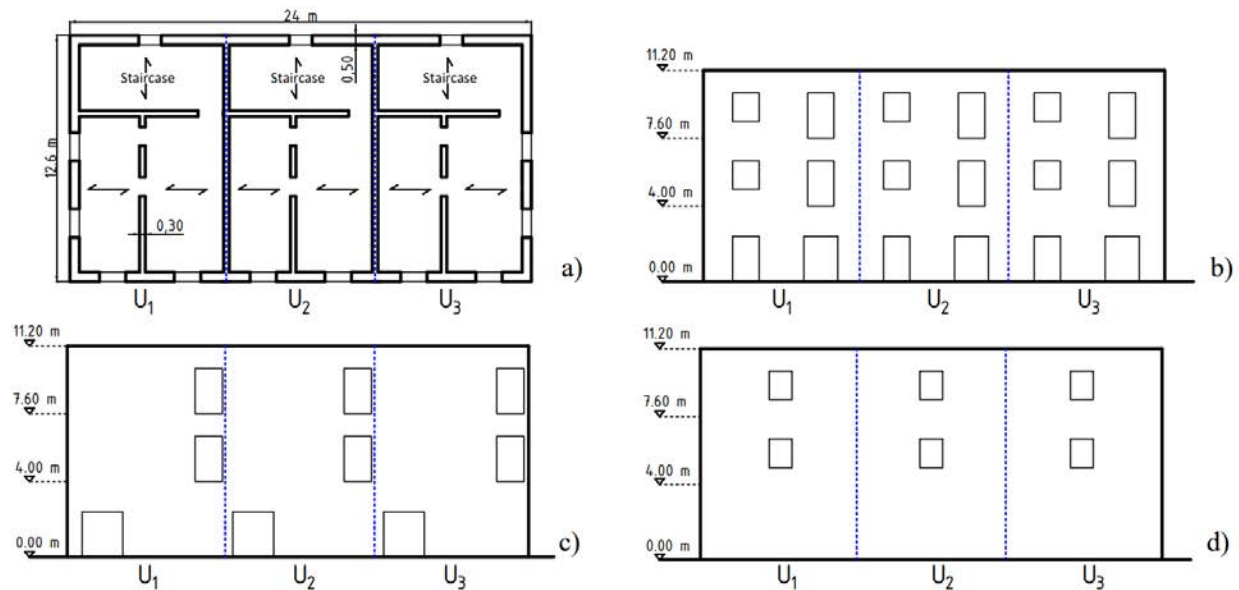 24 m
Staircase Staircase Staircase
0,50
12.6 m
0,30
U1 U2 U3
a)
11.20 m
7.60 m
4.00 m
0.00 m
U1 U2 U3
b)
11.20 m
7.60 m
4.00 m
0.00 m
U1 U2 U3
c)
11.20 m
7.60 m
4.00 m
0.00 m
U1 U2 U3
d)